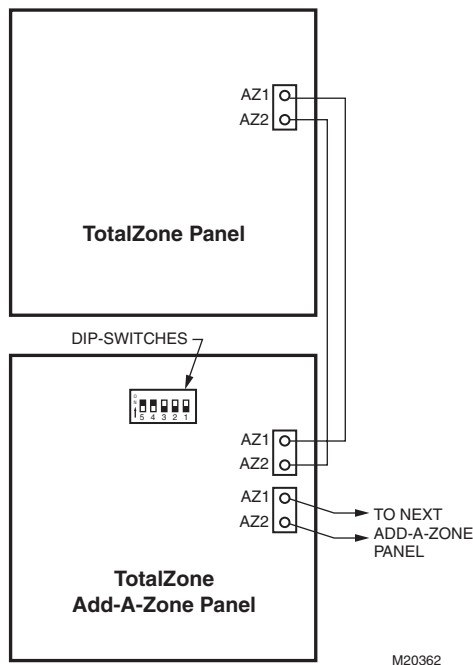 AZ1
AZ2
TotalZone Panel
DIP-SWITCHES
ON
5 4 3 2 1
AZ1
AZ2
AZ1
AZ2
TO NEXT
ADD-A-ZONE
PANEL
TotalZone
Add-A-Zone Panel
M20362